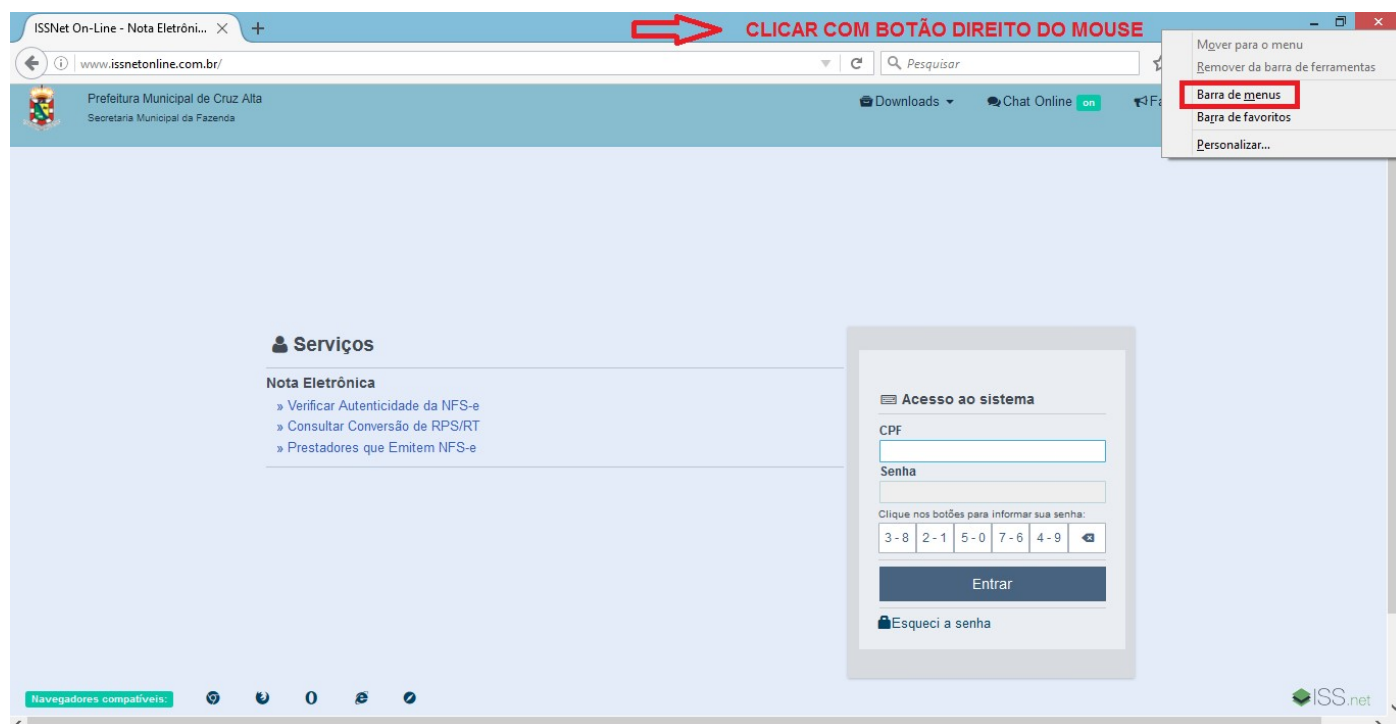 ISSNet On-Line - Nota Eletrôni...
CLICAR COM BOTÃO DIREITO DO MOUSE
www.issnetonline.com.br/
Pesquisar
Mover para o menu
Remover da barra de ferramentas
Barra de menus
Barra de favoritos
Personalizar...
Prefeitura Municipal de Cruz Alta
Secretaria Municipal da Fazenda
Downloads
Chat Online on
Serviços
Nota Eletrônica
» Verificar Autenticidade da NFS-e
» Consultar Conversão de RPS/RT
» Prestadores que Emitem NFS-e
Acesso ao sistema
CPF
Senha
Clique nos botões para informar sua senha:
3 - 8 2 - 1 5 - 0 7 - 6 4 - 9
Entrar
Esqueci a senha
Navegadores compatíveis:
ISS.net